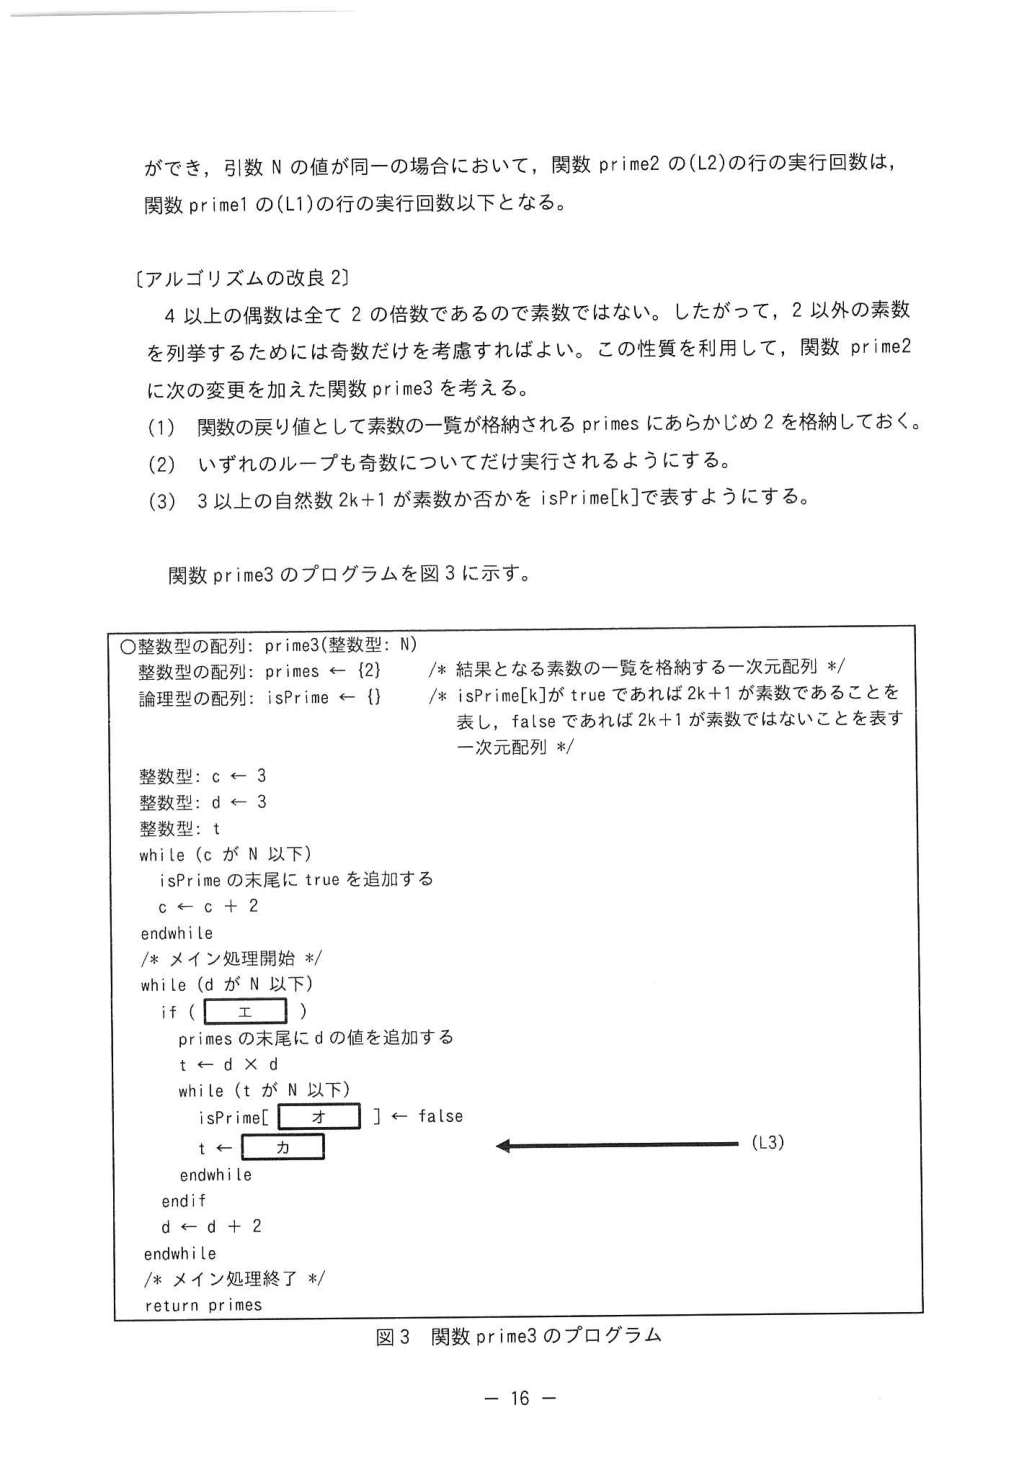 ができ，引数 N の値が同一の場合において，関数 prime2 の(L2)の行の実行回数は，
関数 prime1 の(L1)の行の実行回数以下となる。
〔アルゴリズムの改良 2〕
4 以上の偶数は全て 2 の倍数であるので素数ではない。したがって，2 以外の素数
を列挙するためには奇数だけを考慮すればよい。この性質を利用して，関数 prime2
に次の変更を加えた関数 prime3 を考える。
(1) 関数の戻り値として素数の一覧が格納される primes にあらかじめ 2 を格納しておく。
(2) いずれのループも奇数についてだけ実行されるようにする。
(3) 3 以上の自然数 2k＋1 が素数か否かを isPrime[k]で表すようにする。
関数 prime3 のプログラムを図 3 に示す。
○整数型の配列: prime3(整数型: N)
整数型の配列: primes ← {2} /* 結果となる素数の一覧を格納する一次元配列 */
論理型の配列: isPrime ← {} /* isPrime[k]が true であれば 2k＋1 が素数であることを
表し，false であれば 2k＋1 が素数ではないことを表す
一次元配列 */
整数型: c ← 3
整数型: d ← 3
整数型: t
while (c が N 以下)
isPrime の末尾に true を追加する
c ← c ＋ 2
endwhile
/* メイン処理開始 */
while (d が N 以下)
if ( エ )
primes の末尾に d の値を追加する
t ← d × d
while (t が N 以下)
isPrime[ オ ] ← false
t ← カ (L3)
endwhile
endif
d ← d ＋ 2
endwhile
/* メイン処理終了 */
return primes
図 3 関数 prime3 のプログラム
－ 16 －